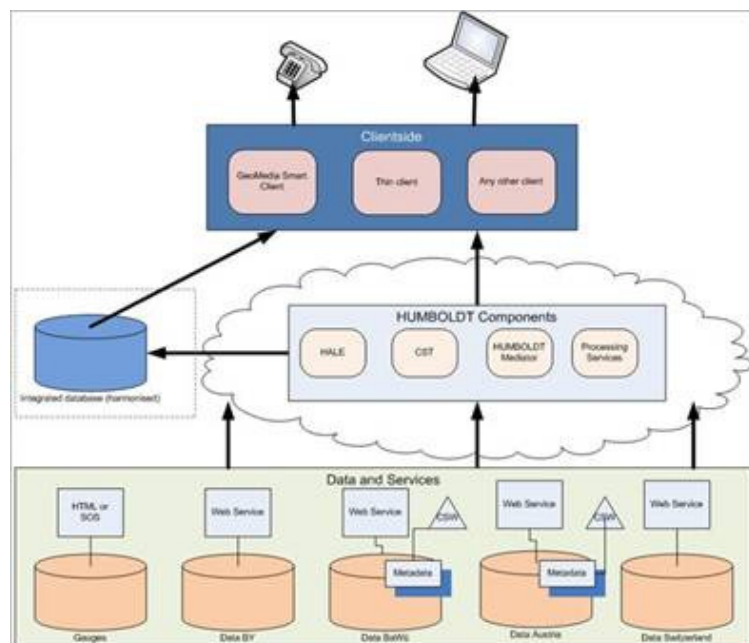 Clientside
GeoMedia Smart
Client
Thin client
Any other client
HUMBOLDT Components
HALE
CST
HUMBOLDT
Mediator
Processing
Services
Integrated database (harmonised)
Data and Services
HTML or
SOS
Web Service
Web Service
CSW
Web Service
CSW
Web Service
Metadata
Metadata
Gauges
Data BY
Data BaWü
Data Austria
Data Switzerland